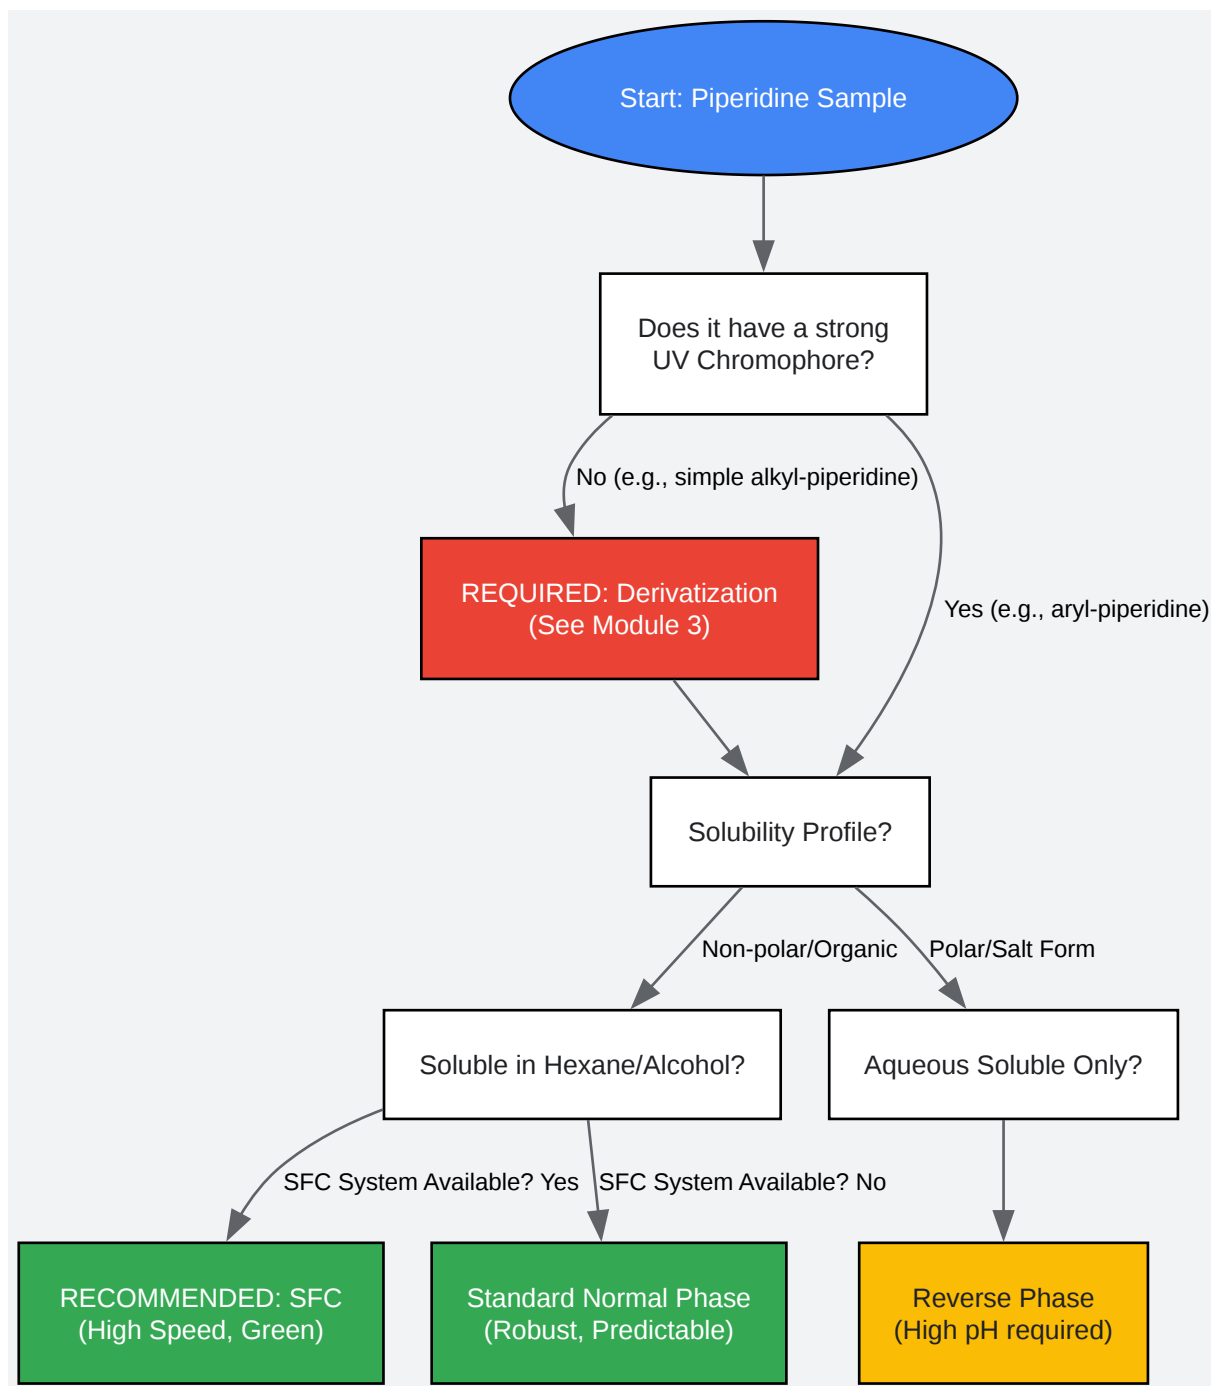 Start: Piperidine Sample
Does it have a strong
UV Chromophore?
No (e.g., simple alkyl-piperidine)
REQUIRED: Derivatization
(See Module 3)
Yes (e.g., aryl-piperidine)
Solubility Profile?
Non-polar/Organic
Polar/Salt Form
Soluble in Hexane/Alcohol?
Aqueous Soluble Only?
SFC System Available? Yes
SFC System Available? No
RECOMMENDED: SFC
(High Speed, Green)
Standard Normal Phase
(Robust, Predictable)
Reverse Phase
(High pH required)